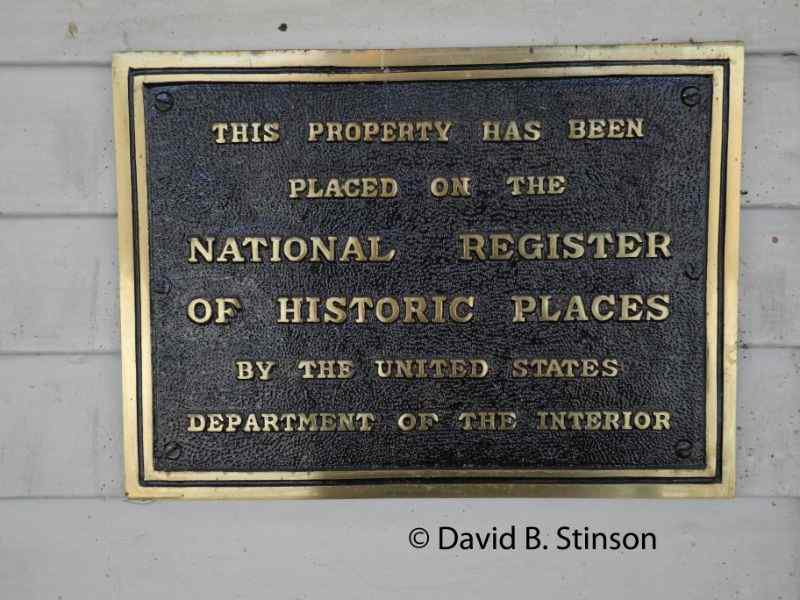 THIS PROPERTY HAS BEEN
PLACED ON THE
NATIONAL REGISTER
OF HISTORIC PLACES
BY THE UNITED STATES
DEPARTMENT OF THE INTERIOR
© David B. Stinson